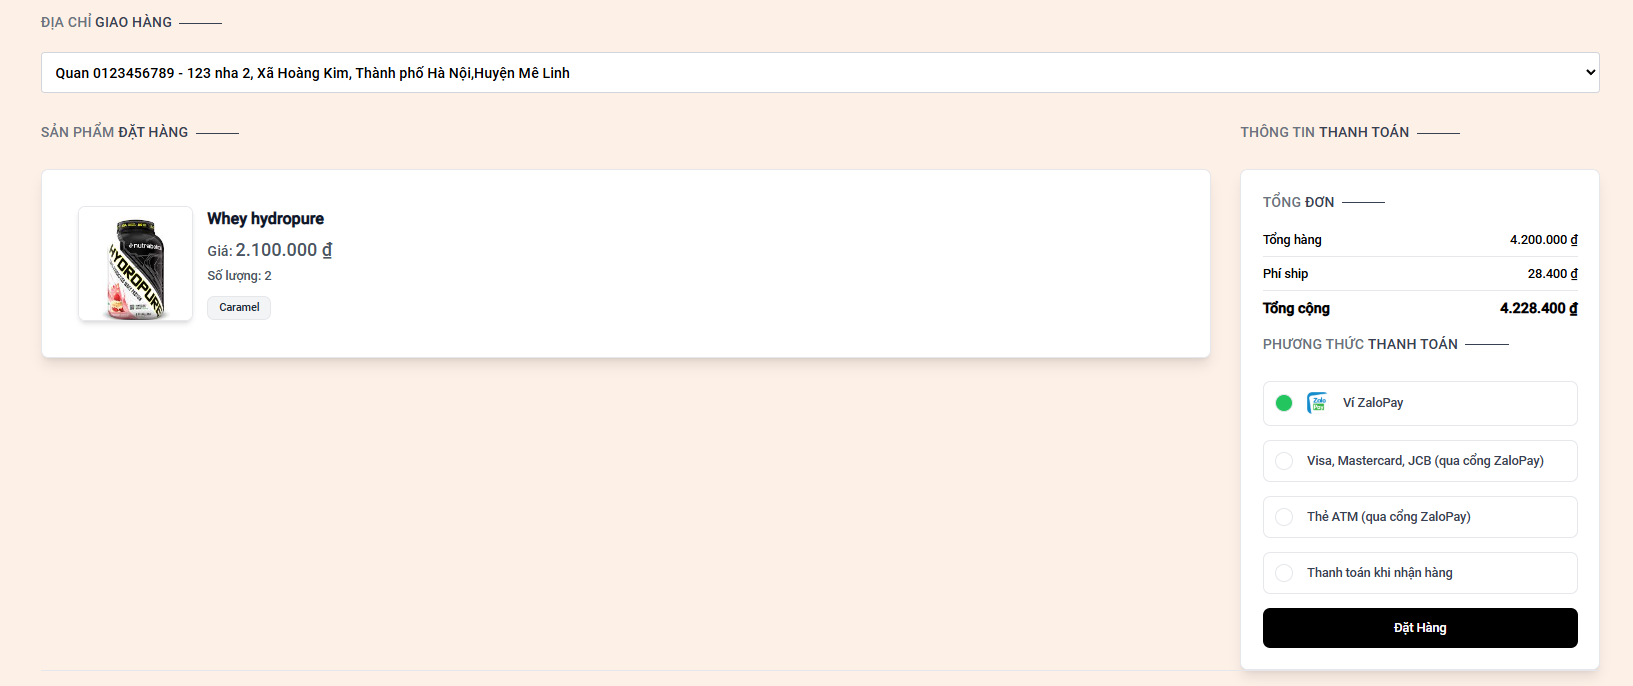 ĐỊA CHỈ GIAO HÀNG
Quan 0123456789 - 123 nha 2, Xã Hoàng Kim, Thành phố Hà Nội,Huyện Mê Linh
SẢN PHẨM ĐẶT HÀNG
nutrabolics
HYDROPURE
Whey hydropure
Giá: 2.100.000 ₫
Số lượng: 2
Caramel
THÔNG TIN THANH TOÁN
TỔNG ĐƠN
Tổng hàng 4.200.000 ₫
Phí ship 28.400 ₫
Tổng cộng 4.228.400 ₫
PHƯƠNG THỨC THANH TOÁN
Zalo
Pay
Ví ZaloPay
Visa, Mastercard, JCB (qua cổng ZaloPay)
Thẻ ATM (qua cổng ZaloPay)
Thanh toán khi nhận hàng
Đặt Hàng